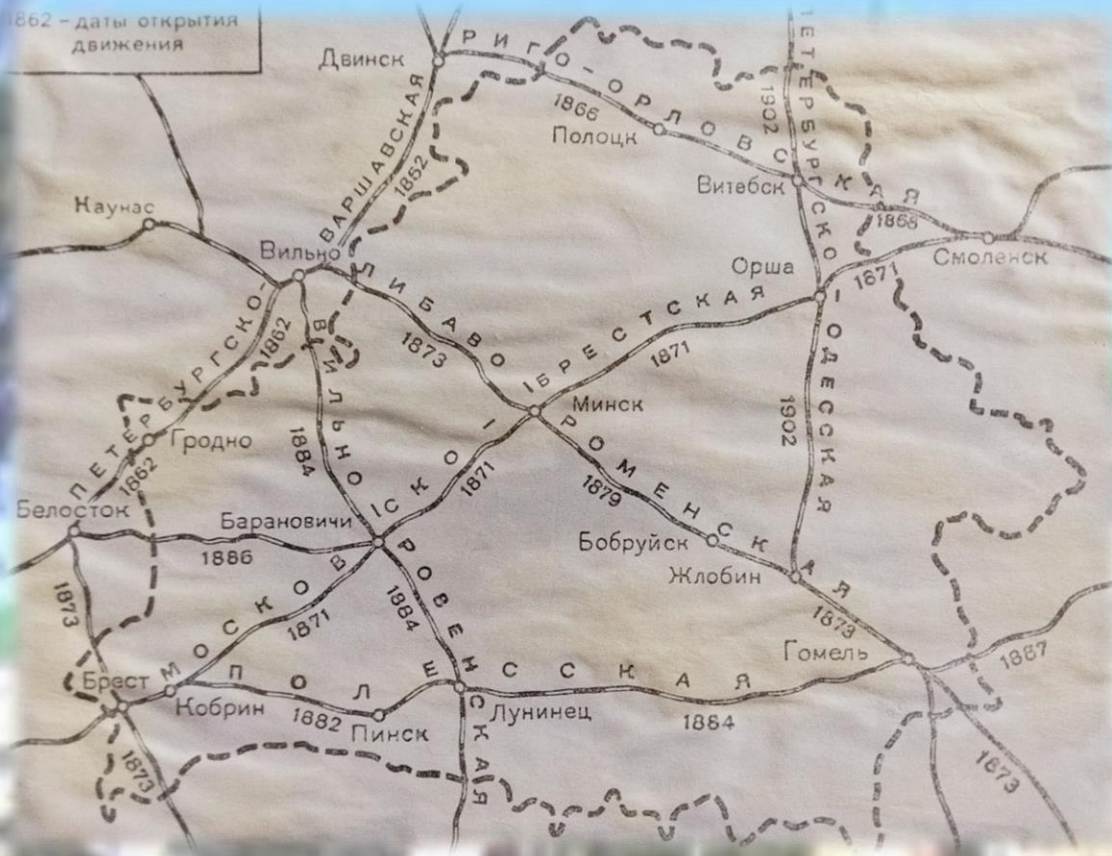 1862 – даты открытия
движения
Двинск
РИГО-ОРЛОВСКАЯ
1866
Полоцк
1902
Витебск
1868
Смоленск
ПЕТЕРБУРГСКО-ОДЕССКАЯ
ВАРШАВСКАЯ
1862
Каунас
Вильно
Орша
1871
ЛИБАВО
1873
БРЕСТСКАЯ
1871
ПЕТЕРБУРГСКО-
1862
ВИЛЬНО
1884
Минск
1902
Гродно
1862
РОМЕНСКАЯ
1879
МОСКОВСКО
1871
Белосток
Барановичи
1886
Бобруйск
Жлобин
1873
РОВЕНСКАЯ
1884
1873
1871
Гомель
1887
Брест
Кобрин
ПОЛЕССКАЯ
1882
Пинск
Лунинец
1884
1873
1873